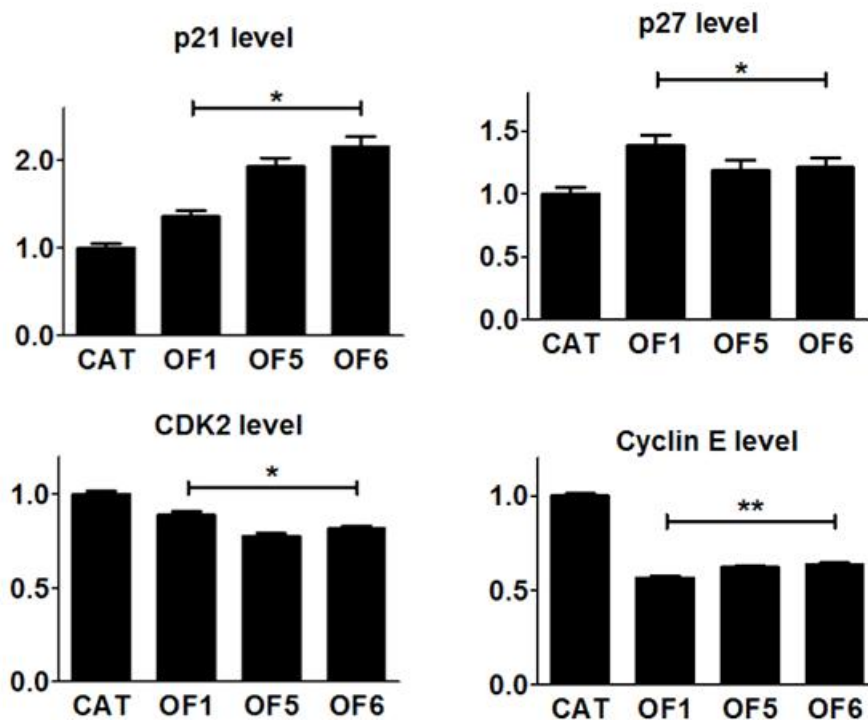 p21 level
*
2.0
1.0
0.0
CAT OF1 OF5 OF6
p27 level
*
1.5
1.0
0.5
0.0
CAT OF1 OF5 OF6
CDK2 level
*
1.0
0.5
0.0
CAT OF1 OF5 OF6
Cyclin E level
**
1.0
0.5
0.0
CAT OF1 OF5 OF6